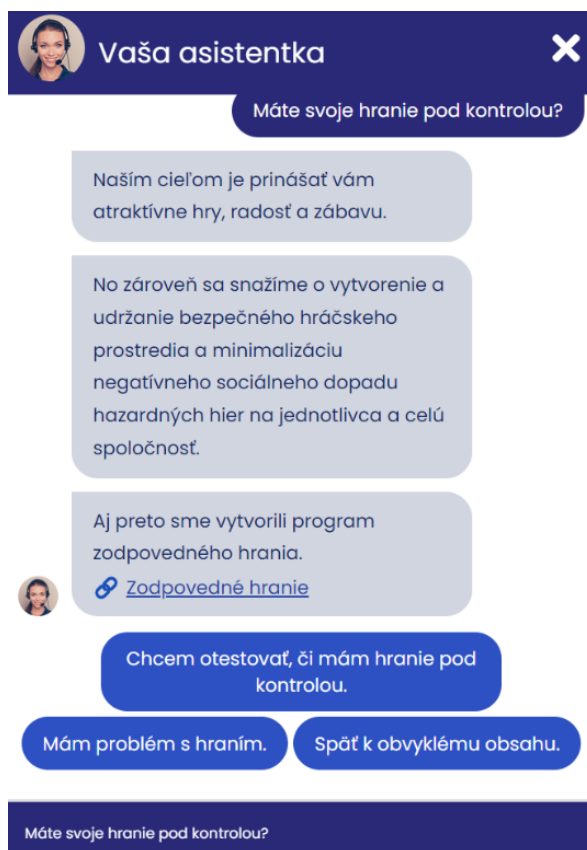 Vaša asistentka
Máte svoje hranie pod kontrolou?
Naším cieľom je prinášať vám
atraktívne hry, radosť a zábavu.
No zároveň sa snažíme o vytvorenie a
udržanie bezpečného hráčskeho
prostredia a minimalizáciu
negatívneho sociálneho dopadu
hazardných hier na jednotlivca a celú
spoločnosť.
Aj preto sme vytvorili program
zodpovedného hrania.
Zodpovedné hranie
Chcem otestovať, či mám hranie pod
kontrolou.
Mám problém s hraním.
Späť k obvyklému obsahu.
Máte svoje hranie pod kontrolou?